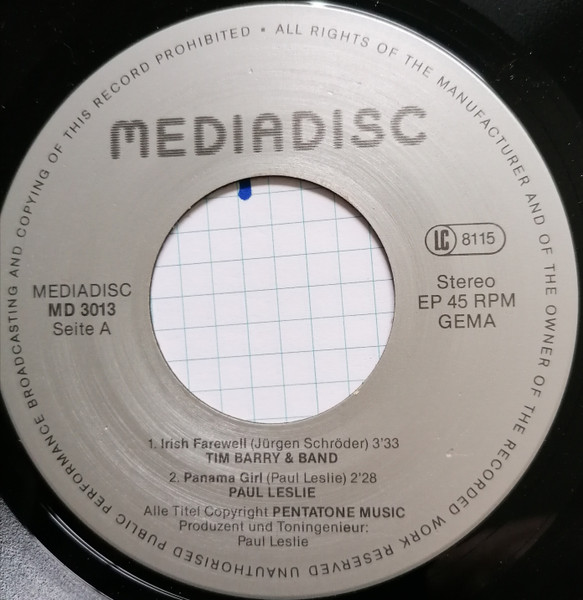 ALL RIGHTS OF THE MANUFACTURER AND OF THE OWNER OF THE RECORDED WORK RESERVED UNAUTHORISED PUBLIC PERFORMANCE BROADCASTING AND COPYING OF THIS RECORD PROHIBITED •
MEDIADISC
LC 8115
MEDIADISC
MD 3013
Seite A
Stereo
EP 45 RPM
GEMA
1. Irish Farewell (Jürgen Schröder) 3'33
TIM BARRY & BAND
2. Panama Girl (Paul Leslie) 2'28
PAUL LESLIE
Alle Titel Copyright PENTATONE MUSIC
Produzent und Toningenieur:
Paul Leslie